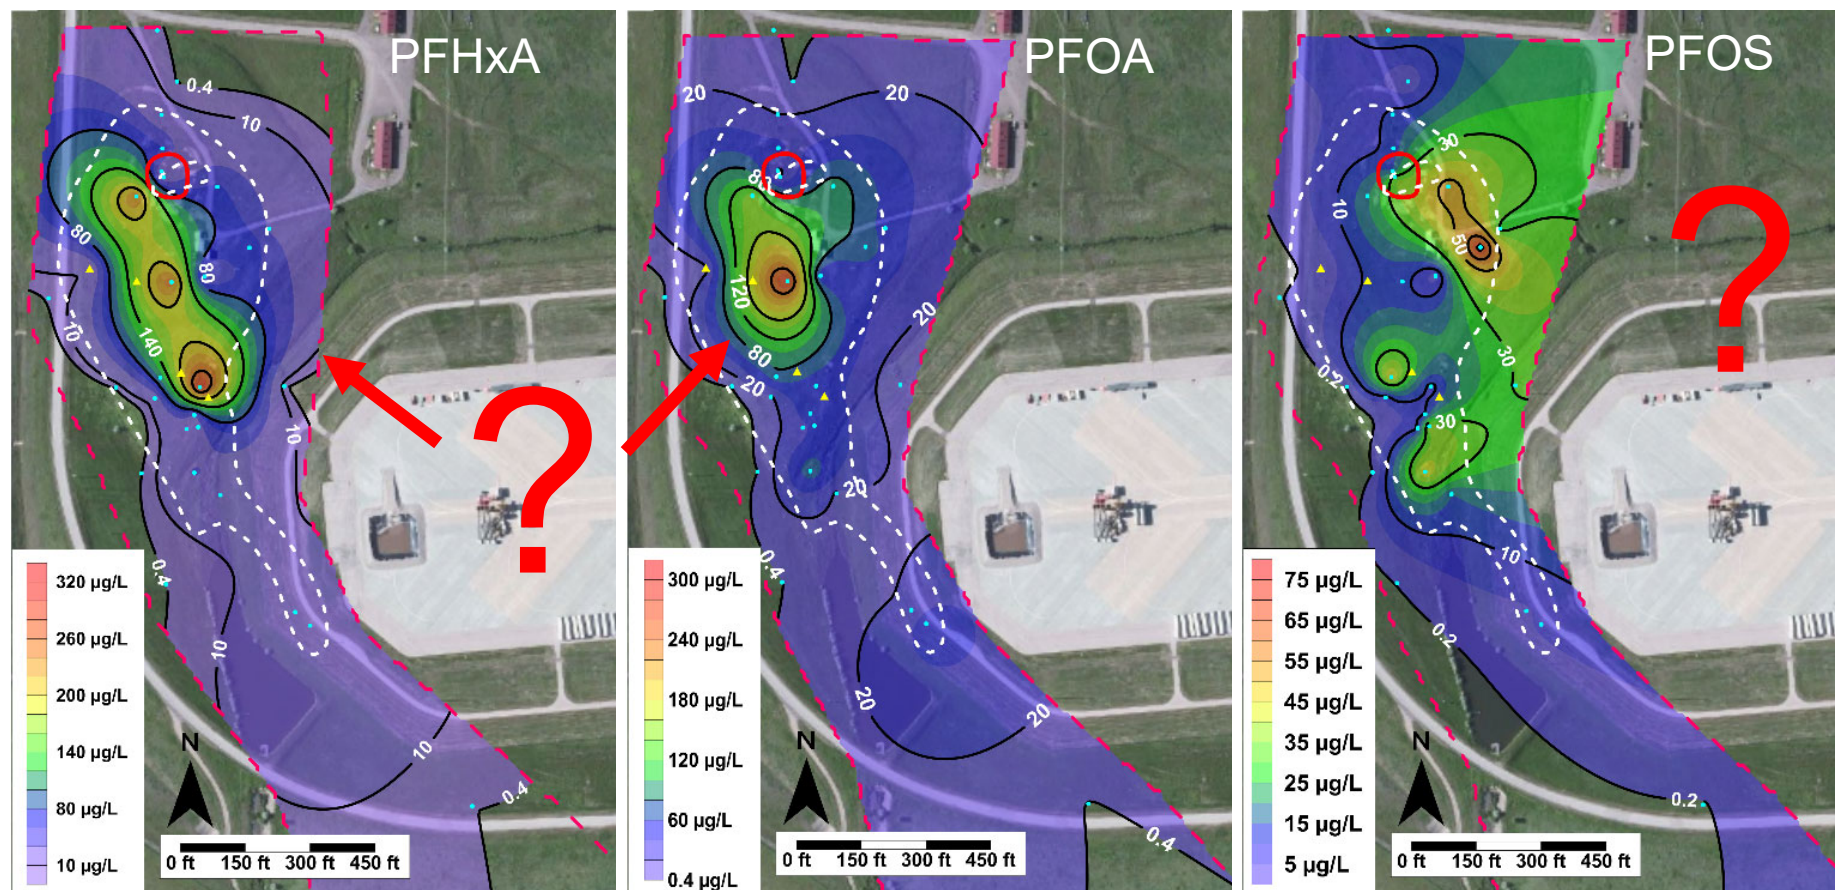 PFHxA
0.4
10
80
80
140
10
10
0.4
10
10
0.4
?
320 µg/L
260 µg/L
200 µg/L
140 µg/L
80 µg/L
10 µg/L
N
0 ft 150 ft 300 ft 450 ft
PFOA
20
20
80
120
20
80
20
20
0.4
20
20
0.4
300 µg/L
240 µg/L
180 µg/L
120 µg/L
60 µg/L
0.4 µg/L
N
0 ft 150 ft 300 ft 450 ft
PFOS
30
10
50
30
0.2
30
10
0.2
0.2
?
75 µg/L
65 µg/L
55 µg/L
45 µg/L
35 µg/L
25 µg/L
15 µg/L
5 µg/L
N
0 ft 150 ft 300 ft 450 ft